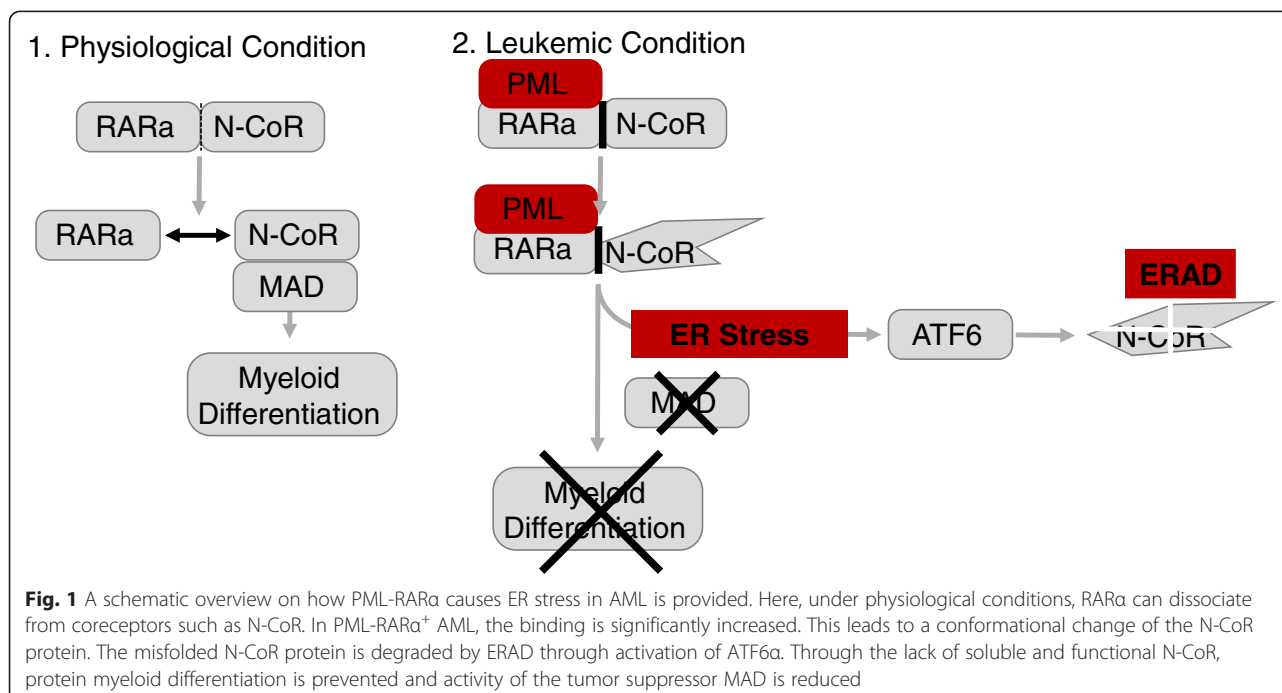 1. Physiological Condition
RARa
N-CoR
RARa
N-CoR
MAD
Myeloid
Differentiation
2. Leukemic Condition
PML
RARa
N-CoR
PML
RARa
N-CoR
ER Stress
ATF6
ERAD
N-CoR
MAD
Myeloid
Differentiation
Fig. 1 A schematic overview on how PML-RARα causes ER stress in AML is provided. Here, under physiological conditions, RARα can dissociate
from coreceptors such as N-CoR. In PML-RARα⁺ AML, the binding is significantly increased. This leads to a conformational change of the N-CoR
protein. The misfolded N-CoR protein is degraded by ERAD through activation of ATF6α. Through the lack of soluble and functional N-CoR,
protein myeloid differentiation is prevented and activity of the tumor suppressor MAD is reduced